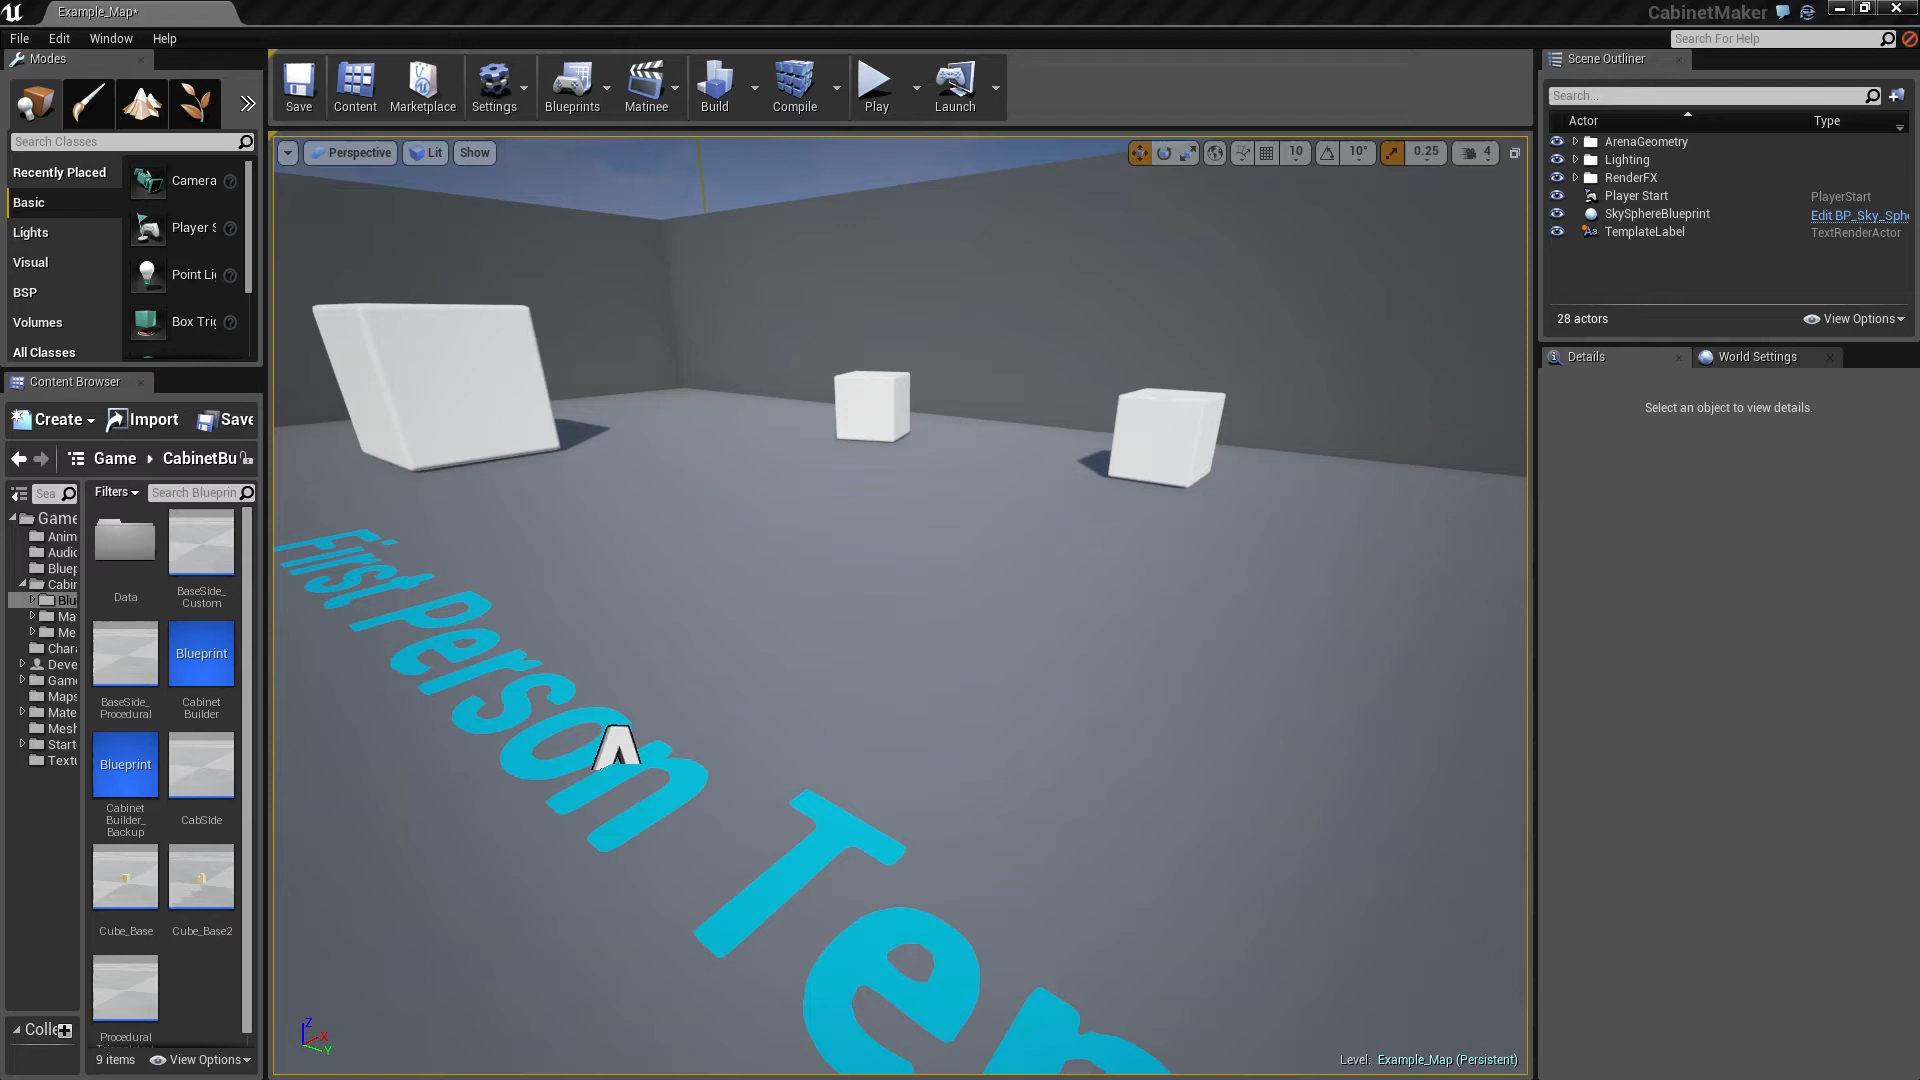 Example_Map*
CabinetMaker
File Edit Window Help
Search For Help
Modes
Search Classes
Recently Placed
Basic
Lights
Visual
BSP
Volumes
All Classes
Camera
Player S
Point Li
Box Tri
Save Content Marketplace Settings Blueprints Matinee Build Compile Play Launch
Perspective Lit Show
10 10° 0.25 4
First Person Te
Level: Example_Map (Persistent)
Z
X
Y
Content Browser
Create Import Save
Game CabinetBu
Sea Filters Search Blueprin
Game
Anim
Audio
Bluep
Cabin
Blu
Ma
Me
Chara
Deve
Game
Maps
Mate
Mesh
Start
Textu
Colle
Data
BaseSide_
Custom
BaseSide_
Procedural
Blueprint
Cabinet
Builder
Blueprint
Cabinet
Builder_
Backup
CabSide
Cube_Base
Cube_Base2
Procedural
9 items View Options
Scene Outliner
Search...
Actor Type
ArenaGeometry
Lighting
RenderFX
Player Start PlayerStart
SkySphereBlueprint Edit BP_Sky_Sph
TemplateLabel TextRenderActor
28 actors View Options
Details World Settings
Select an object to view details.